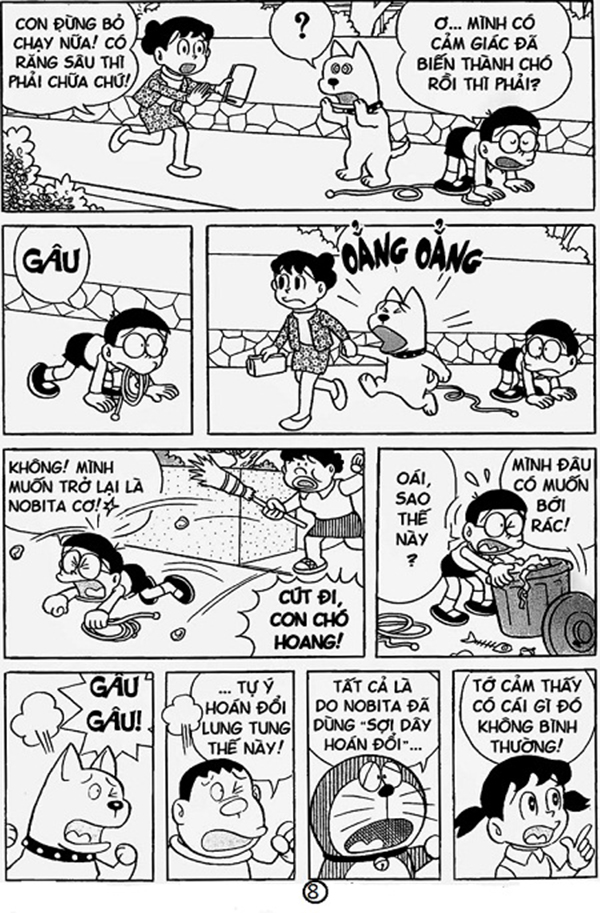 CON ĐỪNG BỎ
CHẠY NỮA! CÓ
RĂNG SÂU THÌ
PHẢI CHỮA CHỨ!
?
Ơ... MÌNH CÓ
CẢM GIÁC ĐÃ
BIẾN THÀNH CHÓ
RỒI THÌ PHẢI?
GÂU
OẲNG OẲNG
KHÔNG! MÌNH
MUỐN TRỞ LẠI LÀ
NOBITA CƠ!
CỨT ĐI,
CON CHÓ
HOANG!
OÁI,
SAO
THẾ
NÀY
?
MÌNH ĐÂU
CÓ MUỐN
BỚI
RÁC!
GÂU
GÂU!
... TỰ Ý
HOÁN ĐỔI
LUNG TUNG
THẾ NÀY!
TẤT CẢ LÀ
DO NOBITA ĐÃ
DÙNG "SỢI DÂY
HOÁN ĐỔI"...
TỚ CẢM THẤY
CÓ CÁI GÌ ĐÓ
KHÔNG BÌNH
THƯỜNG!
8